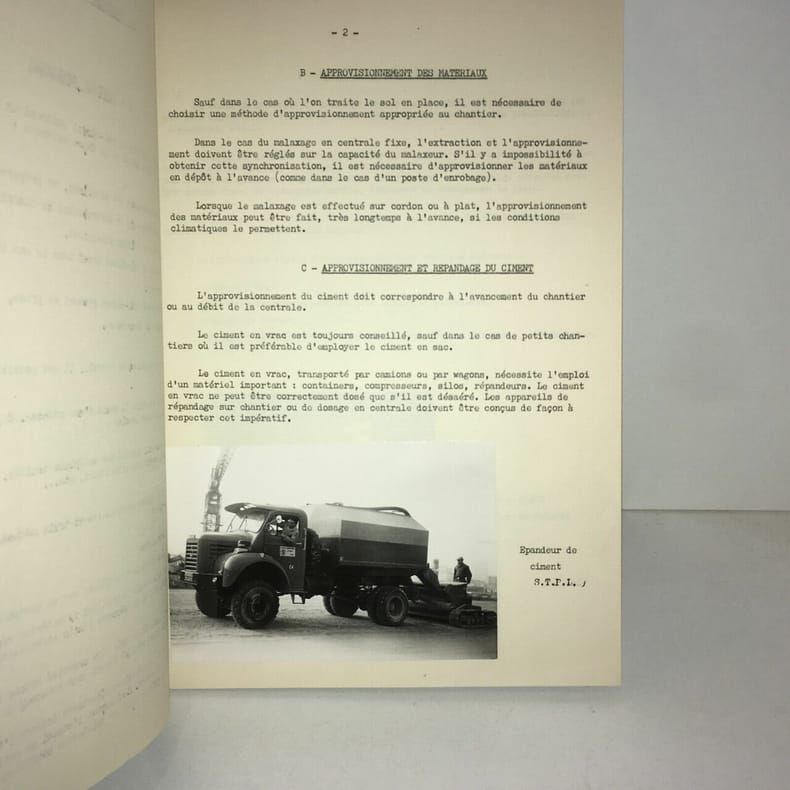 - 2 -
B - APPROVISIONNEMENT DES MATERIAUX
Sauf dans le cas où l'on traite le sol en place, il est nécessaire de
choisir une méthode d'approvisionnement appropriée au chantier.
Dans le cas du malaxage en centrale fixe, l'extraction et l'approvisionne-
ment doivent être réglés sur la capacité du malaxeur. S'il y a impossibilité à
obtenir cette synchronisation, il est nécessaire d'approvisionner les matériaux
en dépôt à l'avance (comme dans le cas d'un poste d'enrobage).
Lorsque le malaxage est effectué sur cordon ou à plat, l'approvisionnement
des matériaux peut être fait, très longtemps à l'avance, si les conditions
climatiques le permettent.
C - APPROVISIONNEMENT ET REPANDAGE DU CIMENT
L'approvisionnement du ciment doit correspondre à l'avancement du chantier
ou au débit de la centrale.
Le ciment en vrac est toujours conseillé, sauf dans le cas de petits chan-
tiers où il est préférable d'employer le ciment en sac.
Le ciment en vrac, transporté par camions ou par wagons, nécessite l'emploi
d'un matériel important : containers, compresseurs, silos, répandeurs. Le ciment
en vrac ne peut être correctement dosé que s'il est désaéré. Les appareils de
répandage sur chantier ou de dosage en centrale doivent être conçus de façon à
respecter cet impératif.
Epandeur de
ciment